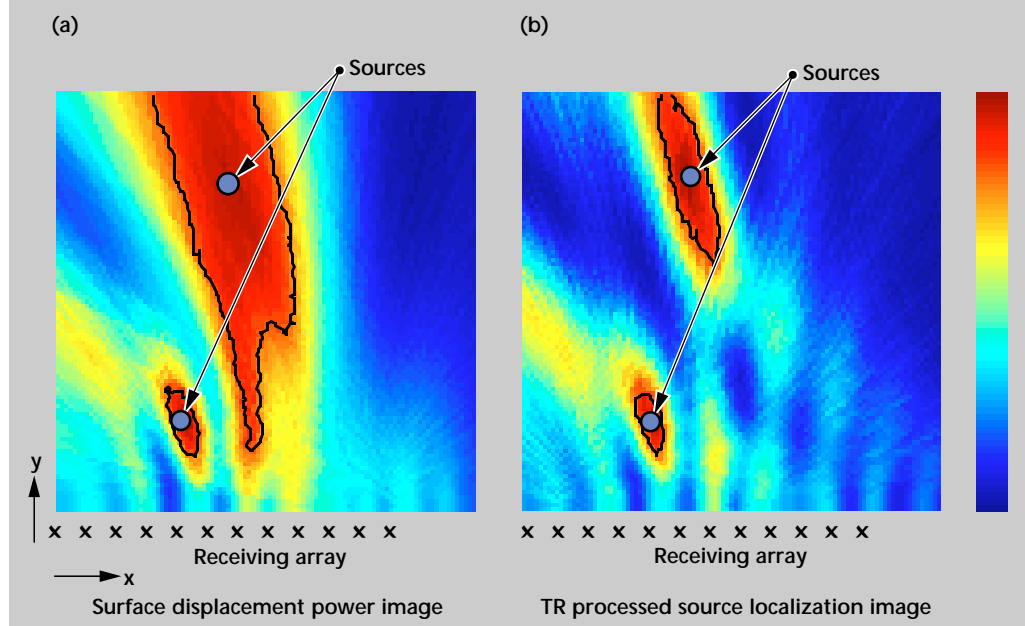 (a)
(b)
Sources
Sources
y
x x x x x x x x x x x x
x x x x x x x x x x x x
Receiving array
Receiving array
x
Surface displacement power image
TR processed source localization image